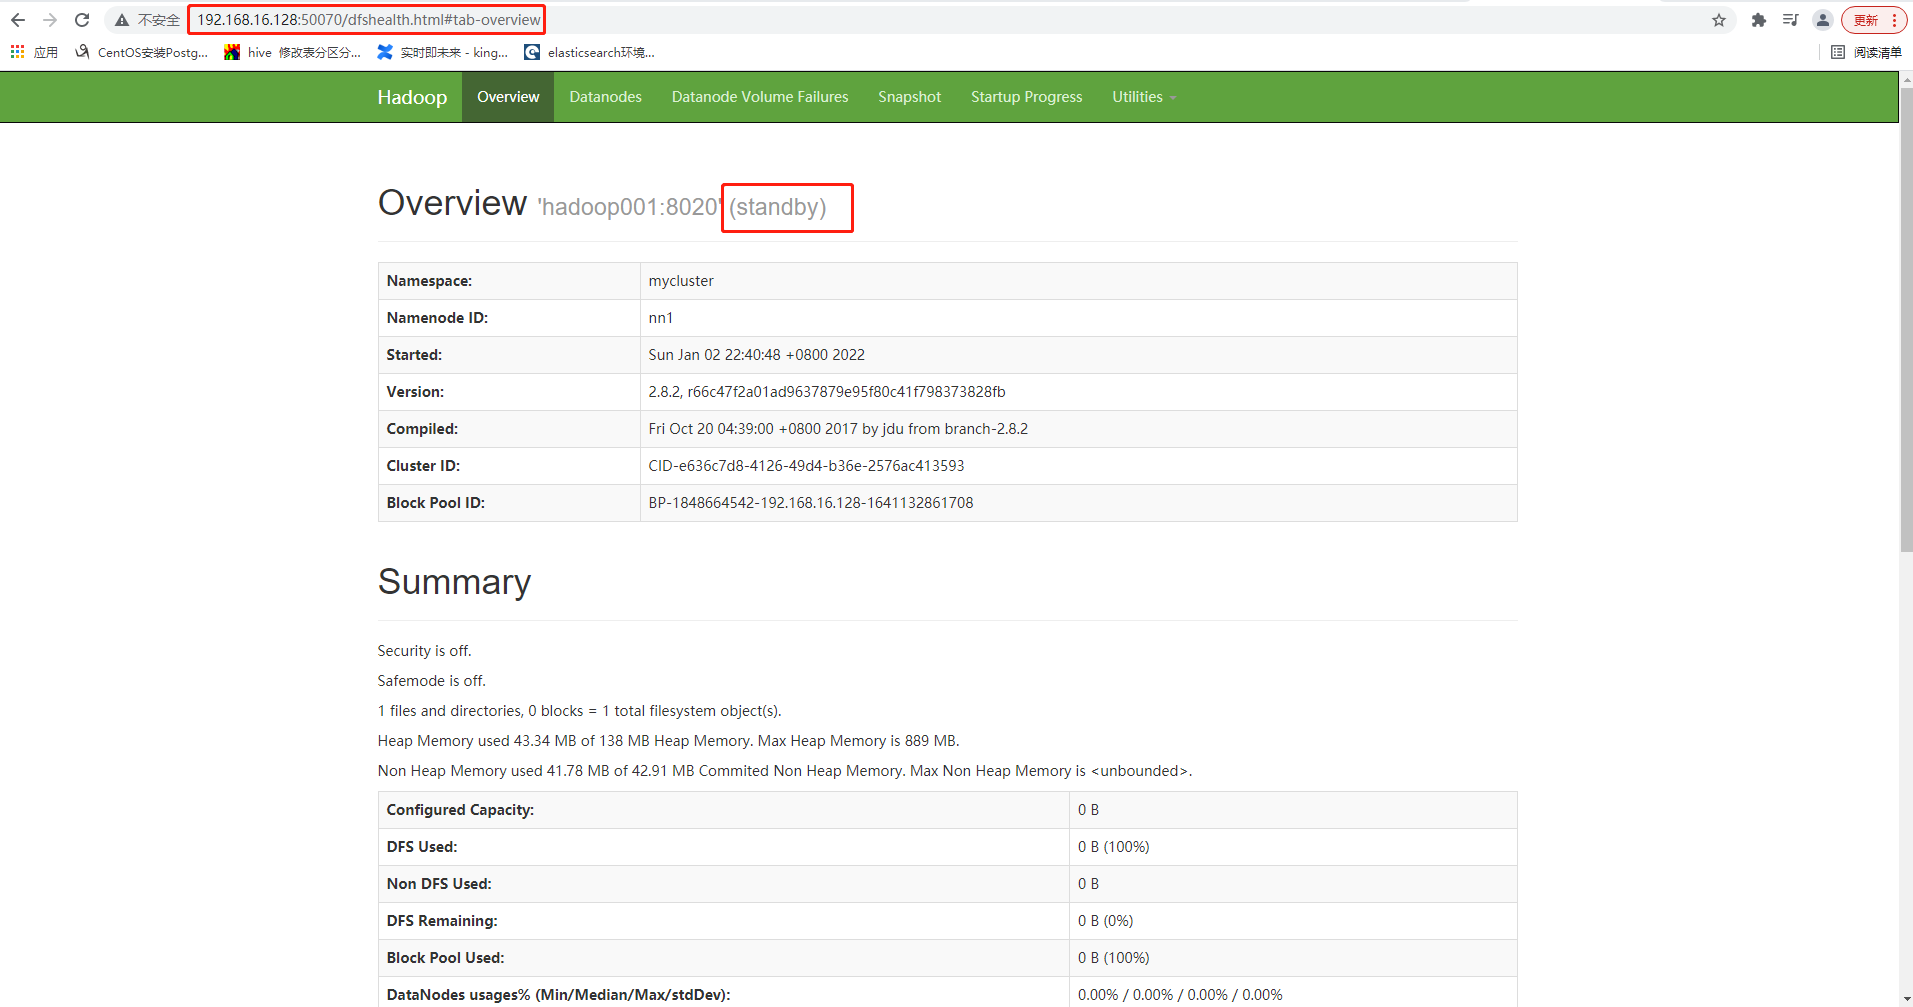 不安全 192.168.16.128:50070/dfshealth.html#tab-overview 更新
应用 CentOS安装Postg... hive 修改表分区分... 实时即未来 - king... elasticsearch环境... 阅读清单
Hadoop Overview Datanodes Datanode Volume Failures Snapshot Startup Progress Utilities
Overview 'hadoop001:8020' (standby)
Namespace: mycluster
Namenode ID: nn1
Started: Sun Jan 02 22:40:48 +0800 2022
Version: 2.8.2, r66c47f2a01ad9637879e95f80c41f798373828fb
Compiled: Fri Oct 20 04:39:00 +0800 2017 by jdu from branch-2.8.2
Cluster ID: CID-e636c7d8-4126-49d4-b36e-2576ac413593
Block Pool ID: BP-1848664542-192.168.16.128-1641132861708
Summary
Security is off.
Safemode is off.
1 files and directories, 0 blocks = 1 total filesystem object(s).
Heap Memory used 43.34 MB of 138 MB Heap Memory. Max Heap Memory is 889 MB.
Non Heap Memory used 41.78 MB of 42.91 MB Commited Non Heap Memory. Max Non Heap Memory is <unbounded>.
Configured Capacity: 0 B
DFS Used: 0 B (100%)
Non DFS Used: 0 B
DFS Remaining: 0 B (0%)
Block Pool Used: 0 B (100%)
DataNodes usages% (Min/Median/Max/stdDev): 0.00% / 0.00% / 0.00% / 0.00%